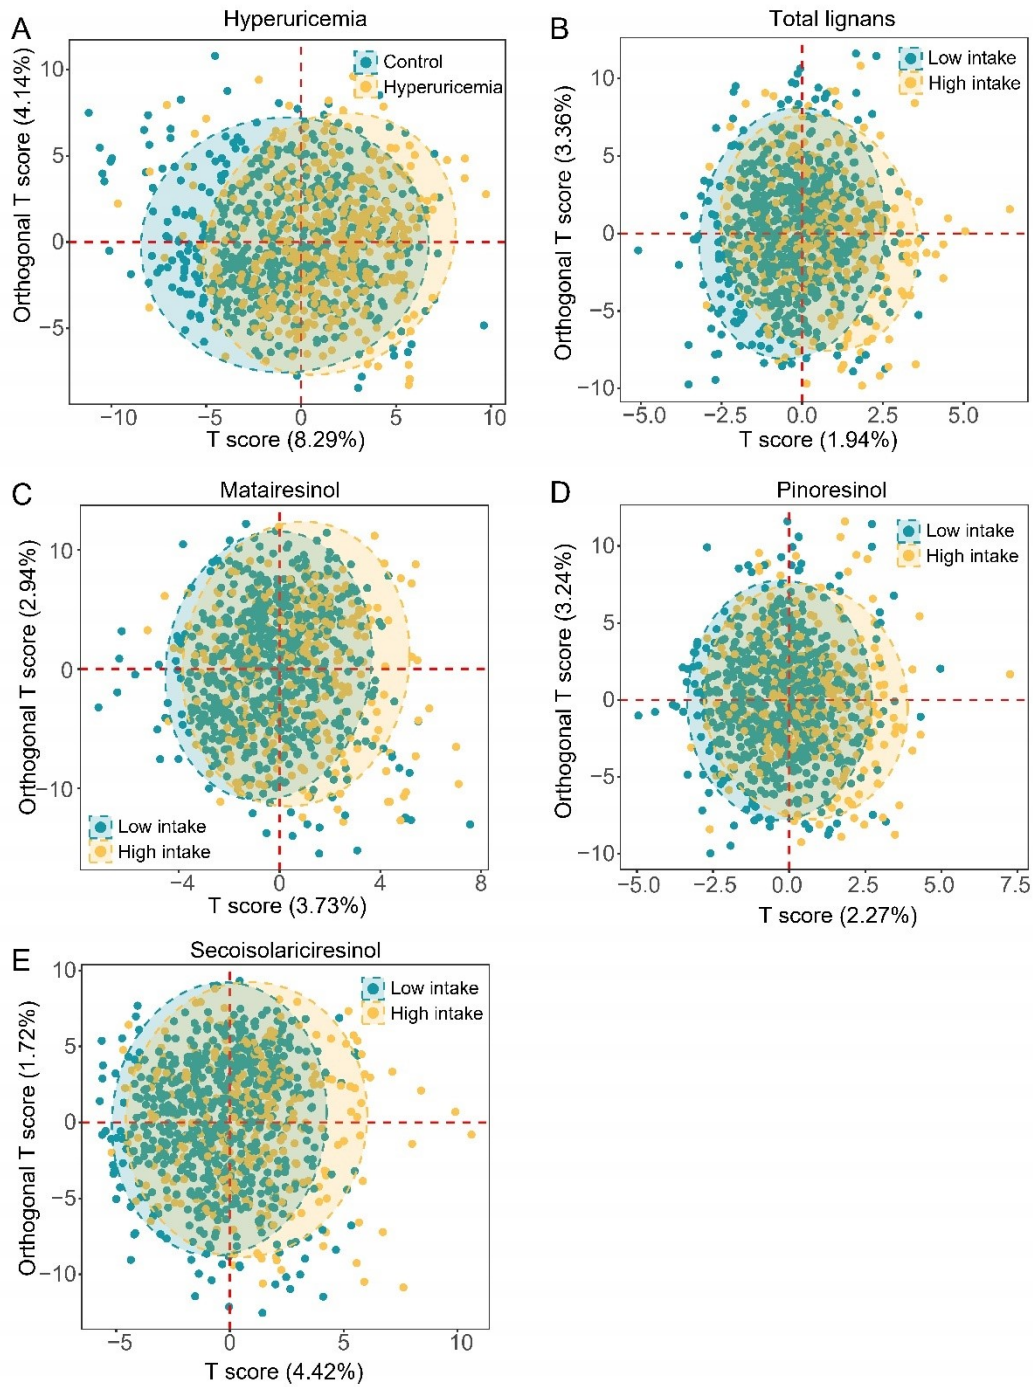 A
Hyperuricemia
Control
Hyperuricemia
Orthogonal T score (4.14%)
10
5
0
−5
−10
−5
0
5
10
T score (8.29%)
B
Total lignans
Low intake
High intake
Orthogonal T score (3.36%)
10
5
0
−5
−10
−5.0
−2.5
0.0
2.5
5.0
T score (1.94%)
C
Matairesinol
Orthogonal T score (2.94%)
10
0
−10
Low intake
High intake
−4
0
4
8
T score (3.73%)
D
Pinoresinol
Low intake
High intake
Orthogonal T score (3.24%)
10
5
0
−5
−10
−5.0
−2.5
0.0
2.5
5.0
7.5
T score (2.27%)
E
Secoisolariciresinol
Low intake
High intake
Orthogonal T score (1.72%)
10
5
0
−5
−10
−5
0
5
10
T score (4.42%)